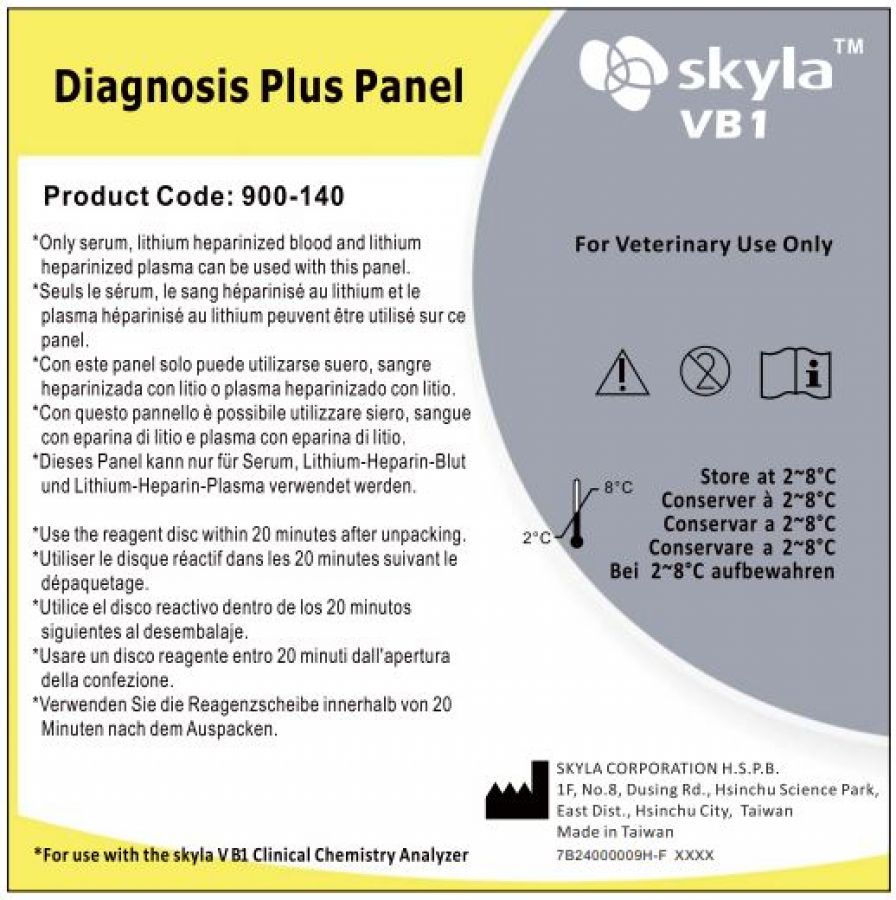 Diagnosis Plus Panel
skyla™
VB1
Product Code: 900-140
*Only serum, lithium heparinized blood and lithium
heparinized plasma can be used with this panel.
*Seuls le sérum, le sang héparinisé au lithium et le
plasma héparinisé au lithium peuvent être utilisé sur ce
panel.
*Con este panel solo puede utilizarse suero, sangre
heparinizada con litio o plasma heparinizado con litio.
*Con questo pannello è possibile utilizzare siero, sangue
con eparina di litio e plasma con eparina di litio.
*Dieses Panel kann nur für Serum, Lithium-Heparin-Blut
und Lithium-Heparin-Plasma verwendet werden.
*Use the reagent disc within 20 minutes after unpacking.
*Utiliser le disque réactif dans les 20 minutes suivant le
dépaquetage.
*Utilice el disco reactivo dentro de los 20 minutos
siguientes al desembalaje.
*Usare un disco reagente entro 20 minuti dall'apertura
della confezione.
*Verwenden Sie die Reagenzscheibe innerhalb von 20
Minuten nach dem Auspacken.
*For use with the skyla VB1 Clinical Chemistry Analyzer
For Veterinary Use Only
2
8°C
2°C
Store at 2~8°C
Conserver à 2~8°C
Conservar a 2~8°C
Conservare a 2~8°C
Bei 2~8°C aufbewahren
SKYLA CORPORATION H.S.P.B.
1F, No.8, Dusing Rd., Hsinchu Science Park,
East Dist., Hsinchu City, Taiwan
Made in Taiwan
7B24000009H-F XXXX